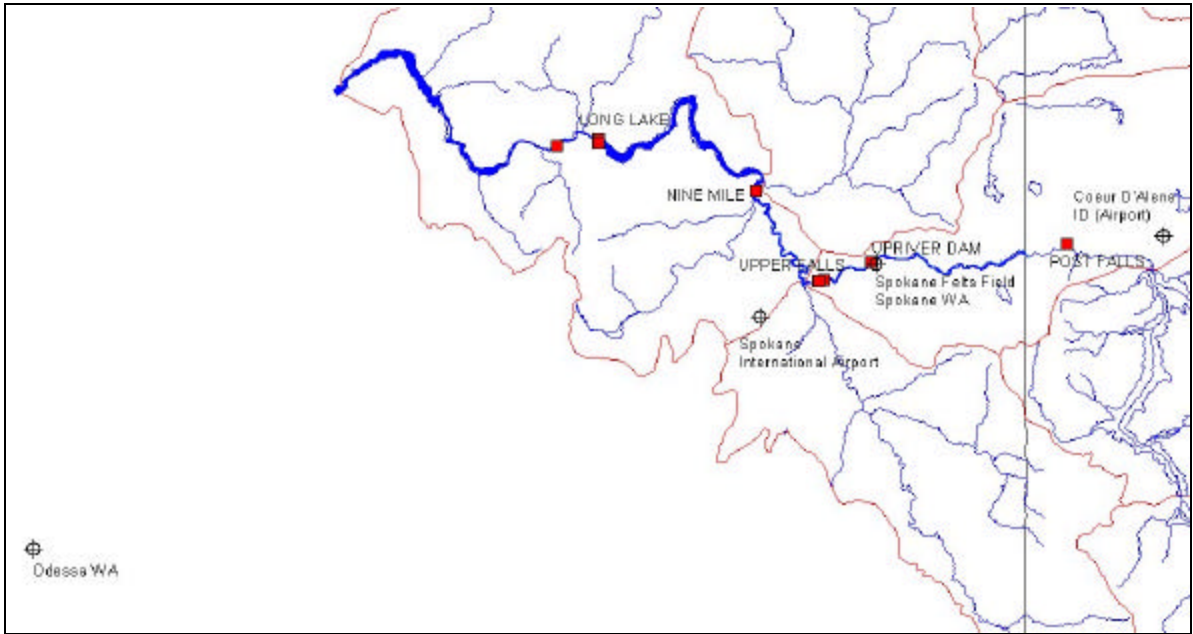 LONG LAKE
NINE MILE
Coeur D'Alene
ID (Airport)
UPRIVER DAM
UPPER FALLS
POST FALLS
Spokane Felts Field
Spokane WA
Spokane
International Airport
Odessa WA